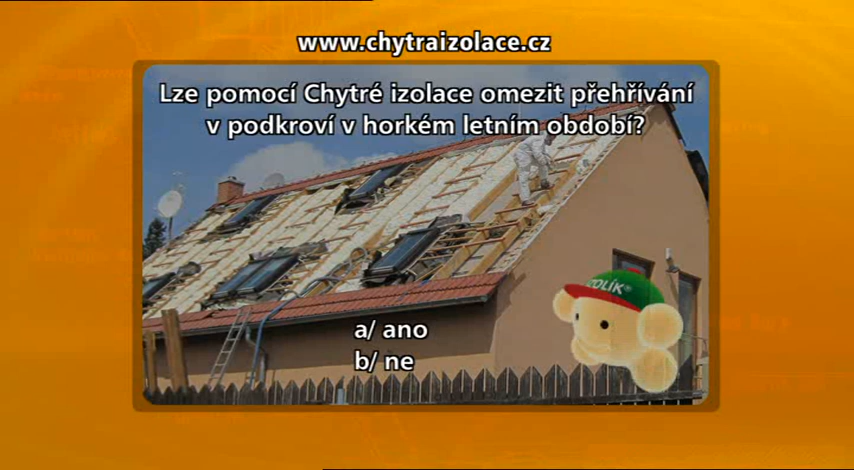 www.chytraizolace.cz
Lze pomocí Chytré izolace omezit přehřívání
v podkroví v horkém letním období?
a/ ano
b/ ne